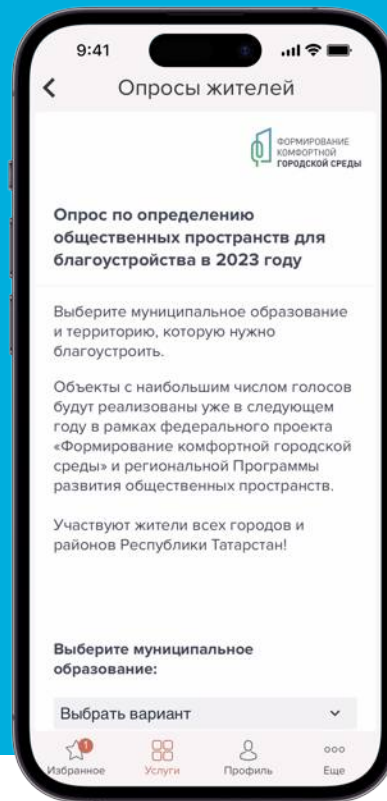 9:41
Опросы жителей
ФОРМИРОВАНИЕ
КОМФОРТНОЙ
ГОРОДСКОЙ СРЕДЫ
Опрос по определению
общественных пространств для
благоустройства в 2023 году
Выберите муниципальное образование
и территорию, которую нужно
благоустроить.
Объекты с наибольшим числом голосов
будут реализованы уже в следующем
году в рамках федерального проекта
«Формирование комфортной городской
среды» и региональной Программы
развития общественных пространств.
Участвуют жители всех городов и
районов Республики Татарстан!
Выберите муниципальное
образование:
Выбрать вариант
1
Избранное Услуги Профиль Еще